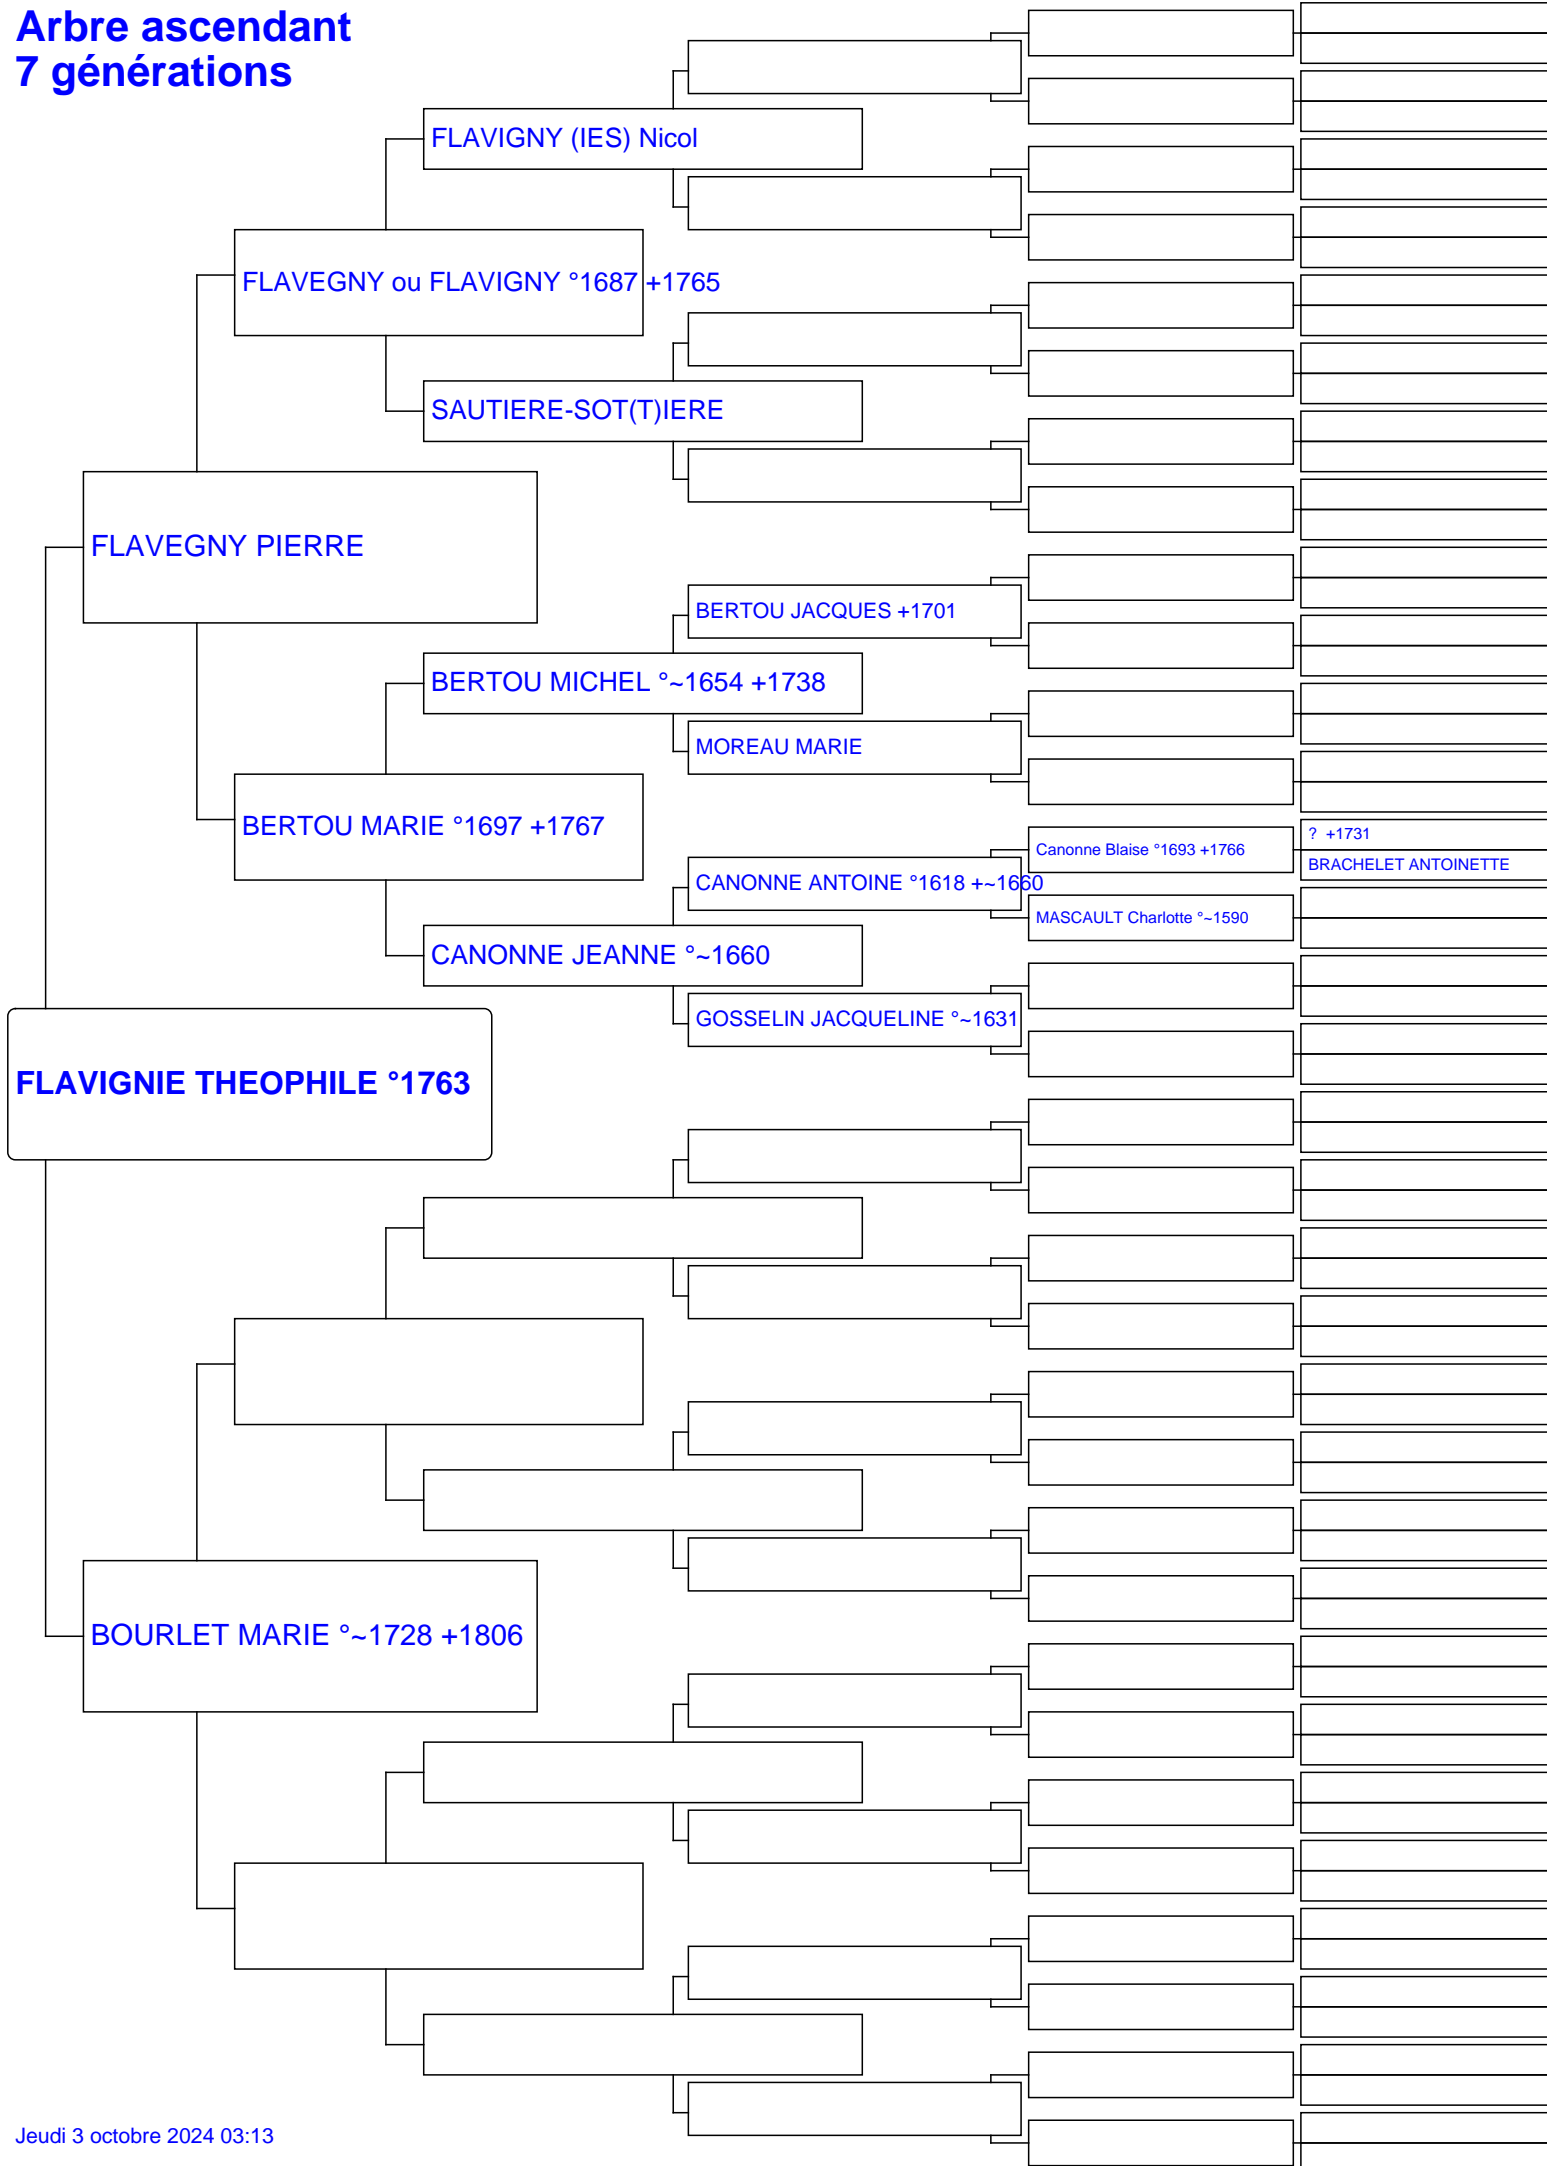 Arbre ascendant
7 générations
FLAVIGNY (IES) Nicol
FLAVEGNY ou FLAVIGNY °1687 +1765
SAUTIERE-SOT(T)IERE
FLAVEGNY PIERRE
BERTOU JACQUES +1701
BERTOU MICHEL °~1654 +1738
MOREAU MARIE
BERTOU MARIE °1697 +1767
? +1731
Canonne Blaise °1693 +1766
BRACHELET ANTOINETTE
CANONNE ANTOINE °1618 +~1660
MASCAULT Charlotte °~1590
CANONNE JEANNE °~1660
GOSSELIN JACQUELINE °~1631
FLAVIGNIE THEOPHILE °1763
BOURLET MARIE °~1728 +1806
Jeudi 3 octobre 2024 03:13